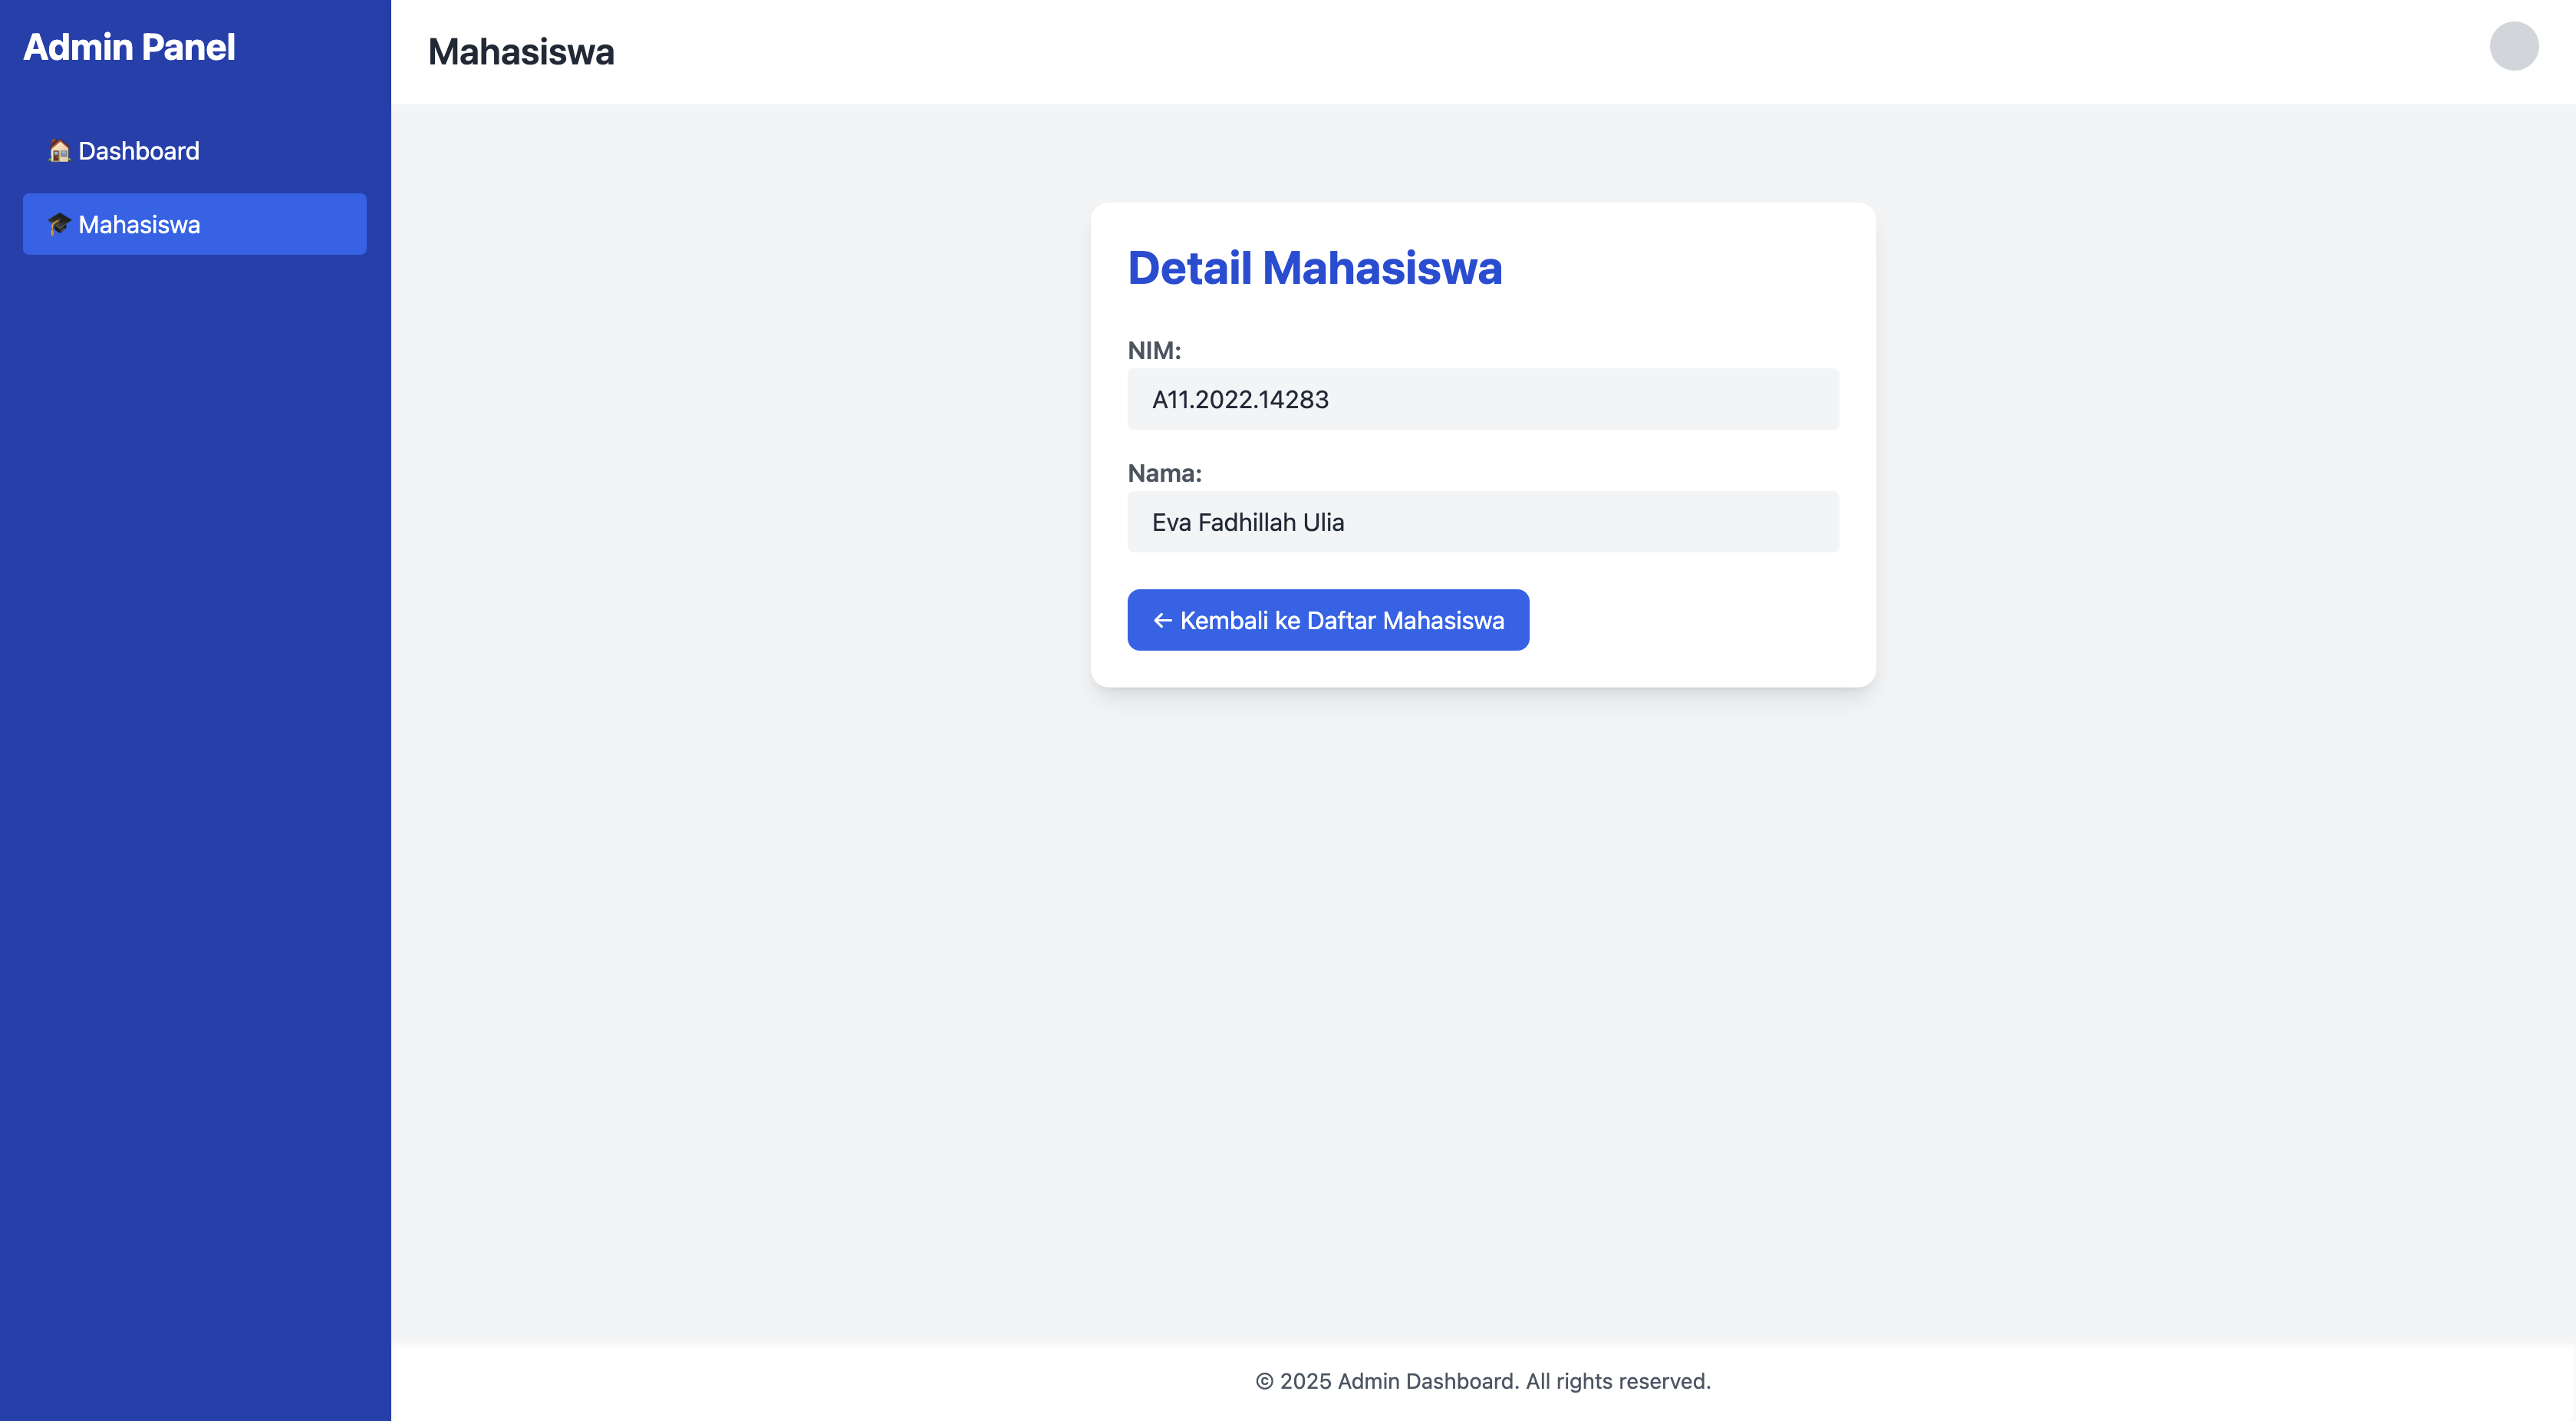 Admin Panel
Dashboard
Mahasiswa
Mahasiswa
Detail Mahasiswa
NIM:
A11.2022.14283
Nama:
Eva Fadhillah Ulia
← Kembali ke Daftar Mahasiswa
© 2025 Admin Dashboard. All rights reserved.